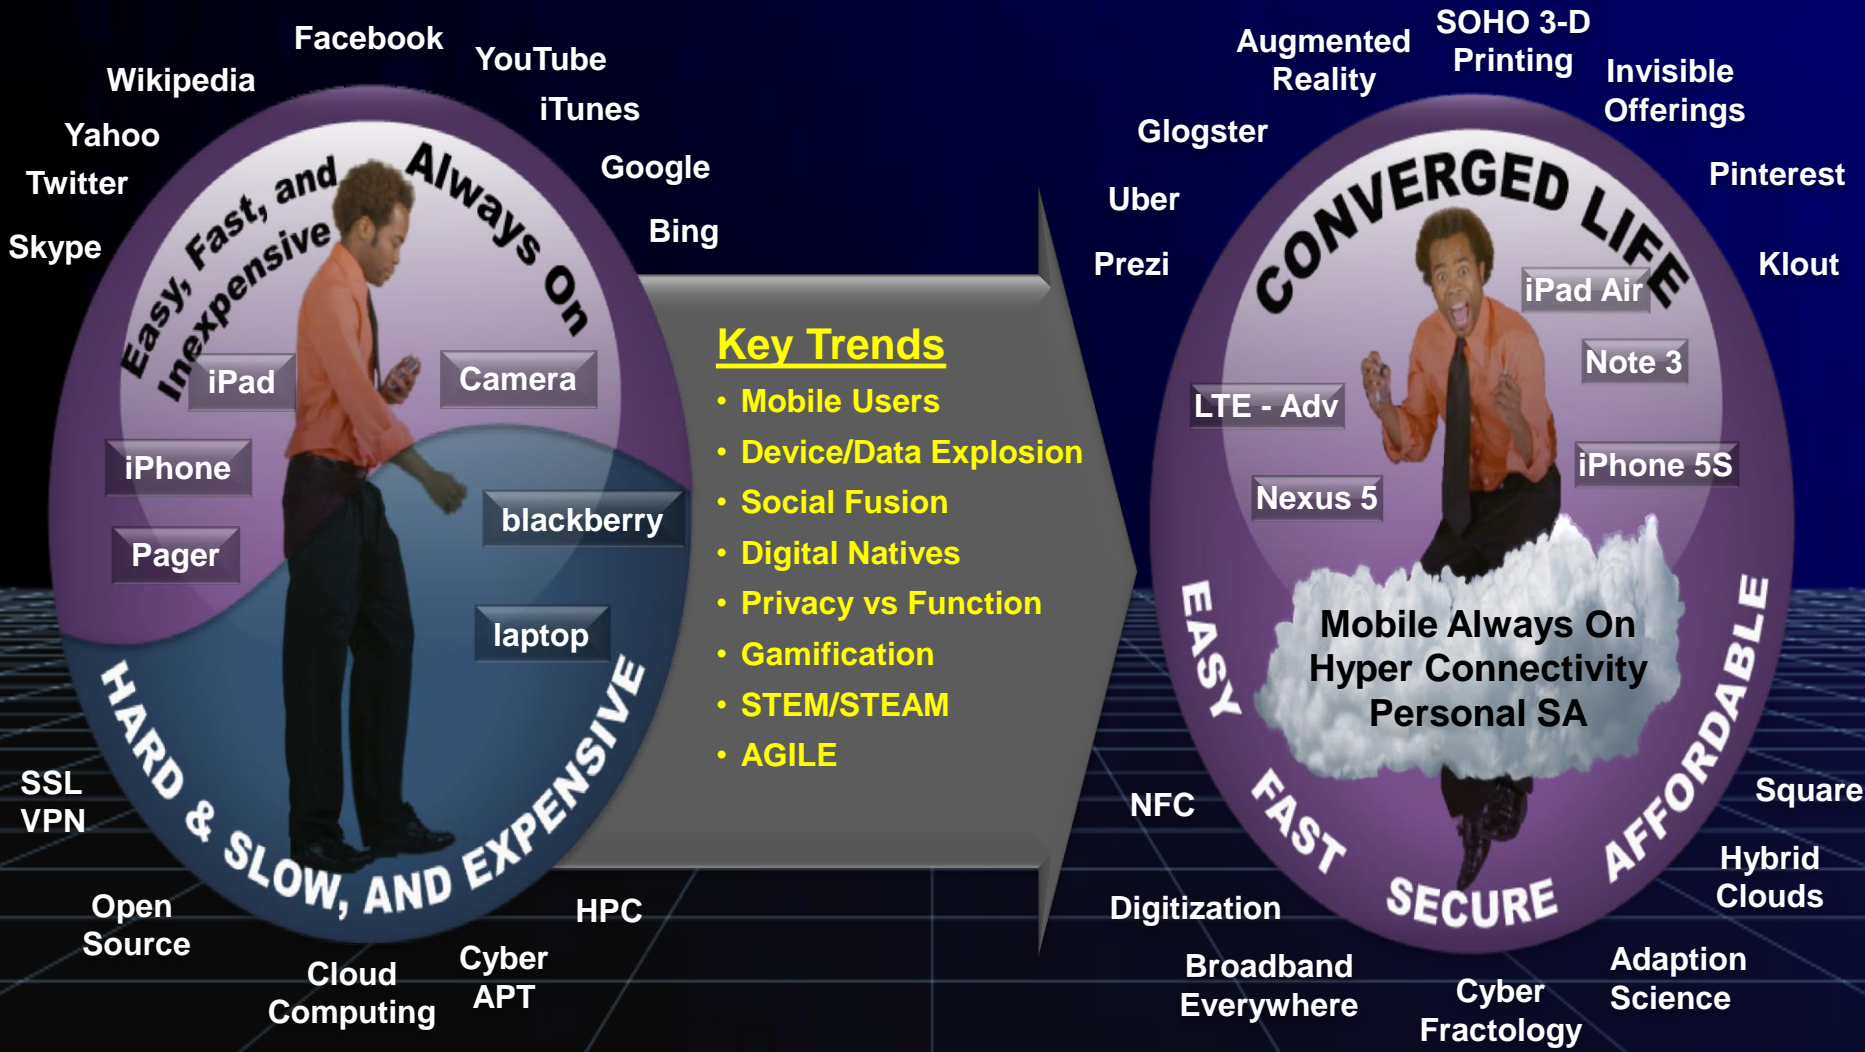 Facebook
YouTube
Wikipedia
iTunes
Yahoo
Google
Twitter
Bing
Skype
Easy, Fast, and
Inexpensive
Always On
iPad
Camera
iPhone
blackberry
Pager
laptop
HARD & SLOW, AND EXPENSIVE
SSL
VPN
Open
Source
Cloud
Computing
Cyber
APT
HPC
Key Trends
• Mobile Users
• Device/Data Explosion
• Social Fusion
• Digital Natives
• Privacy vs Function
• Gamification
• STEM/STEAM
• AGILE
Augmented
Reality
SOHO 3-D
Printing
Invisible
Offerings
Glogster
Pinterest
Uber
Prezi
Klout
CONVERGED LIFE
iPad Air
Note 3
LTE - Adv
iPhone 5S
Nexus 5
Mobile Always On
Hyper Connectivity
Personal SA
EASY
FAST
SECURE
AFFORDABLE
NFC
Square
Digitization
Hybrid
Clouds
Broadband
Everywhere
Cyber
Fractology
Adaption
Science